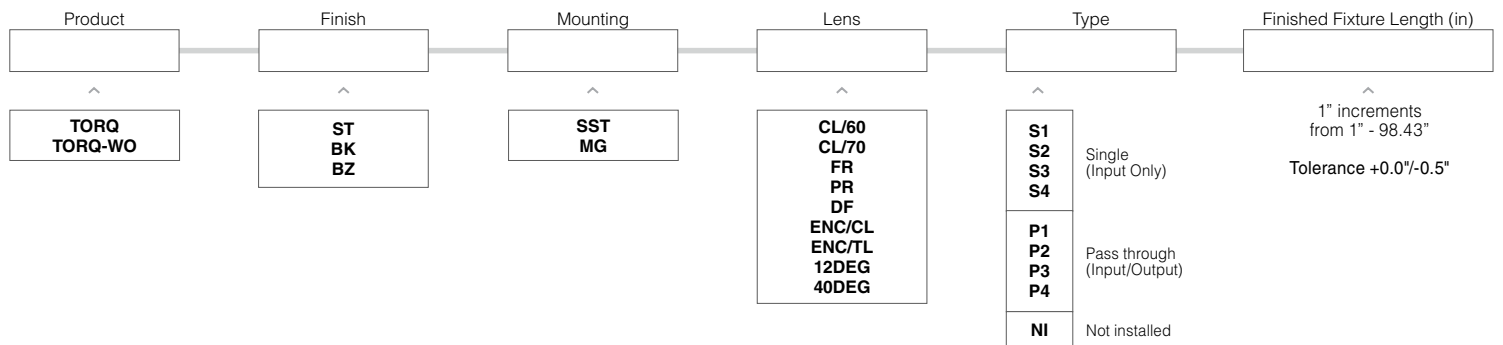 Product
TORQ
TORQ-WO
Finish
ST
BK
BZ
Mounting
SST
MG
Lens
CL/60
CL/70
FR
PR
DF
ENC/CL
ENC/TL
12DEG
40DEG
Type
S1
S2
S3
S4
Single
(Input Only)
P1
P2
P3
P4
Pass through
(Input/Output)
NI
Not installed
Finished Fixture Length (in)
1” increments
from 1” - 98.43”
Tolerance +0.0"/-0.5"